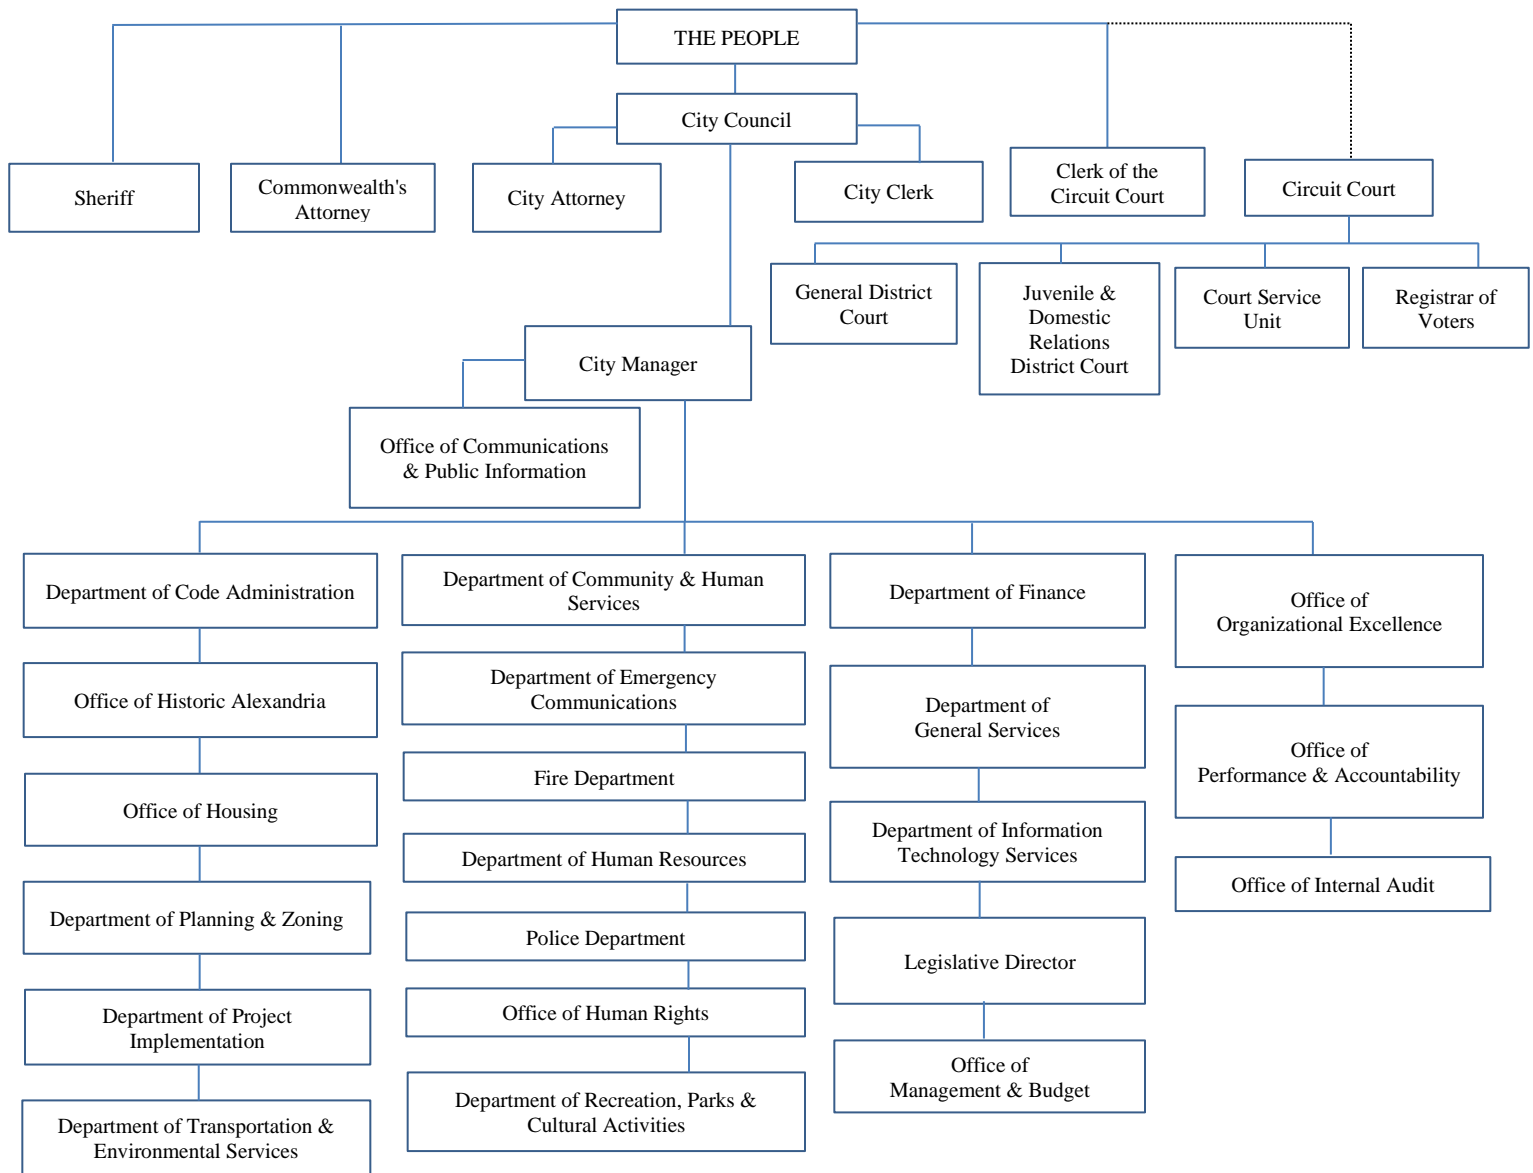 THE PEOPLE
City Council
Sheriff
Commonwealth's
Attorney
City Attorney
City Clerk
Clerk of the
Circuit Court
Circuit Court
General District
Court
Juvenile &
Domestic
Relations
District Court
Court Service
Unit
Registrar of
Voters
City Manager
Office of Communications
& Public Information
Department of Code Administration
Office of Historic Alexandria
Office of Housing
Department of Planning & Zoning
Department of Project
Implementation
Department of Transportation &
Environmental Services
Department of Community & Human
Services
Department of Emergency
Communications
Fire Department
Department of Human Resources
Police Department
Office of Human Rights
Department of Recreation, Parks &
Cultural Activities
Department of Finance
Department of
General Services
Department of Information
Technology Services
Legislative Director
Office of
Management & Budget
Office of
Organizational Excellence
Office of
Performance & Accountability
Office of Internal Audit